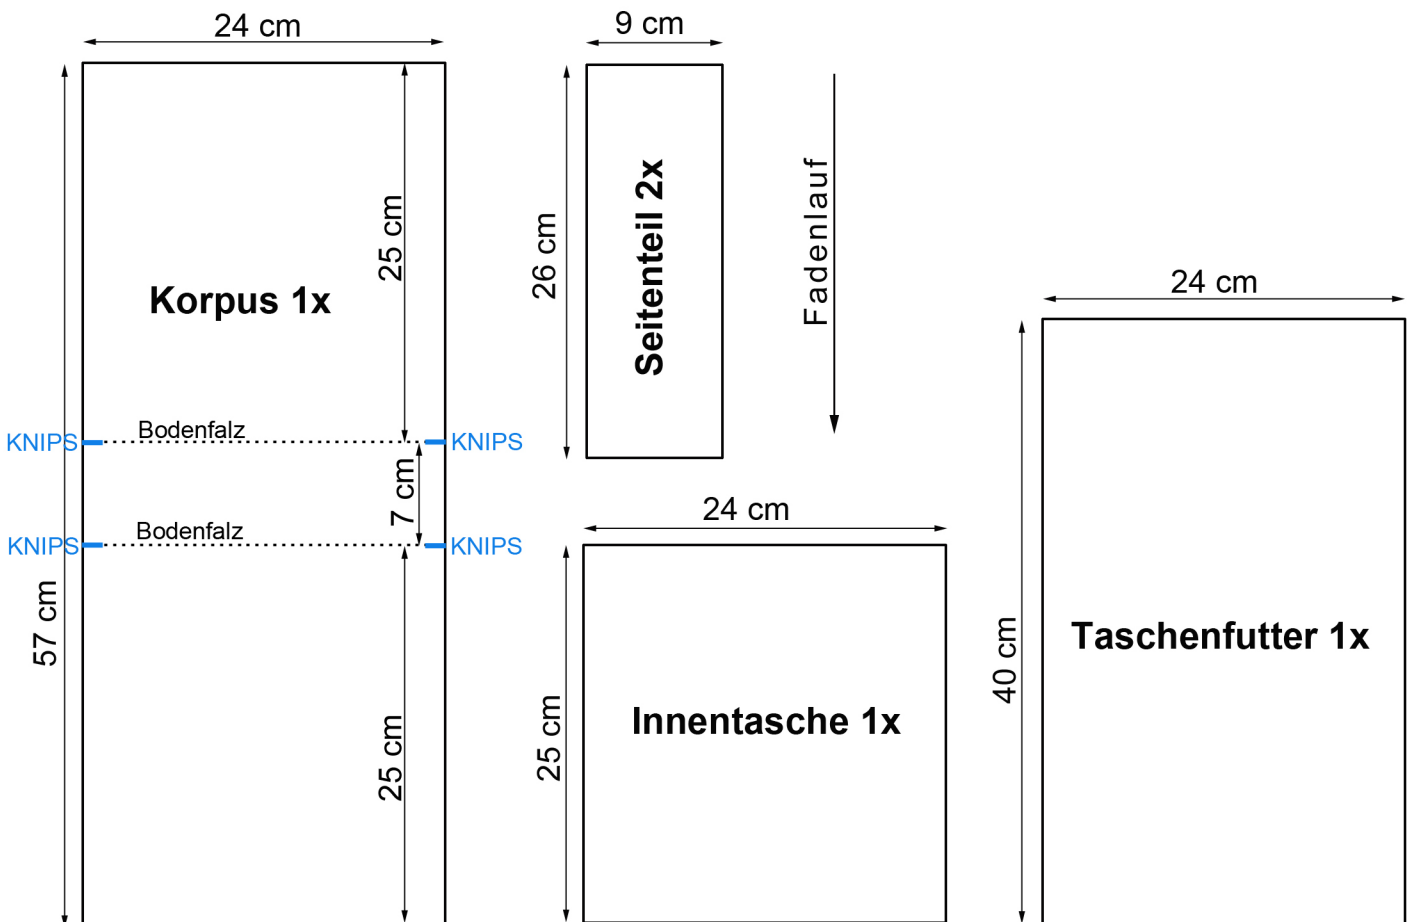 24 cm
25 cm
Korpus 1x
KNIPS
Bodenfalz
KNIPS
7 cm
KNIPS
Bodenfalz
KNIPS
57 cm
25 cm
9 cm
26 cm
Seitenteil 2x
Fadenlauf
24 cm
25 cm
Innentasche 1x
24 cm
40 cm
Taschenfutter 1x